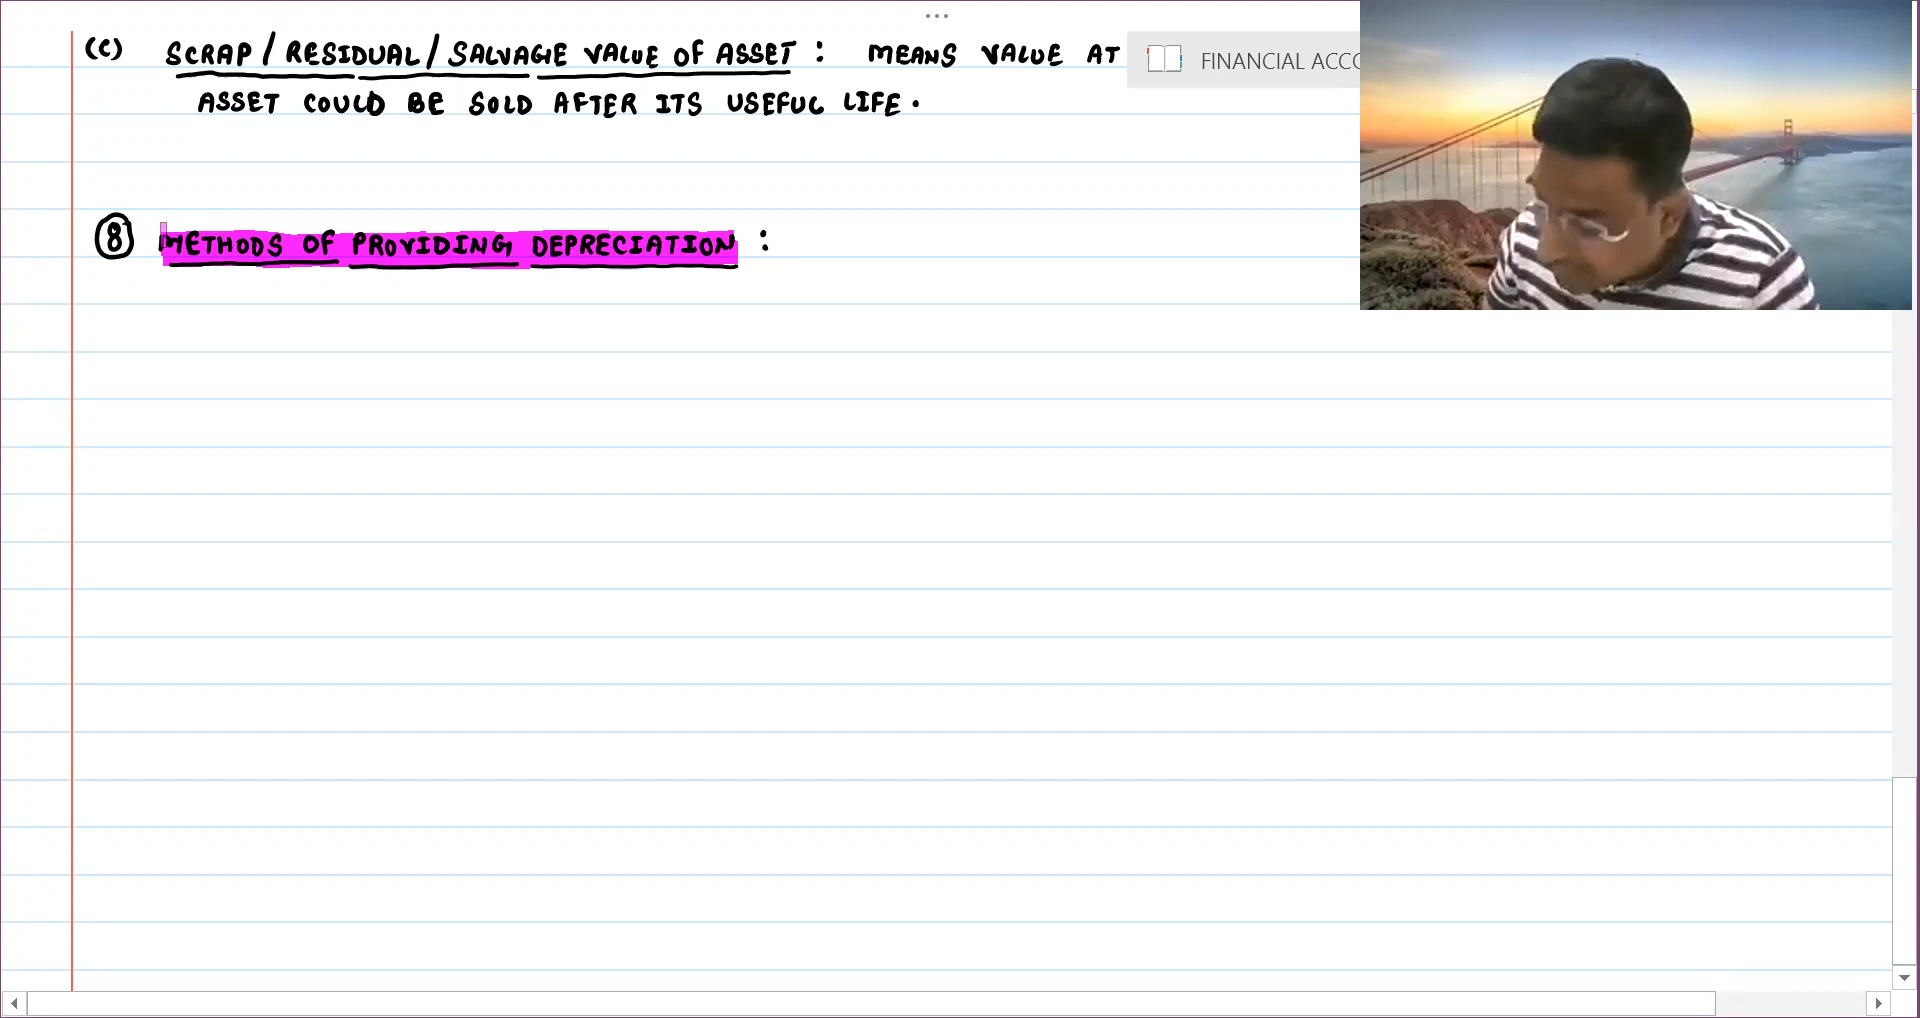 (C) SCRAP / RESIDUAL / SALVAGE VALUE OF ASSET : MEANS VALUE AT
FINANCIAL ACCO
ASSET COULD BE SOLD AFTER ITS USEFUL LIFE.
8 METHODS OF PROVIDING DEPRECIATION :